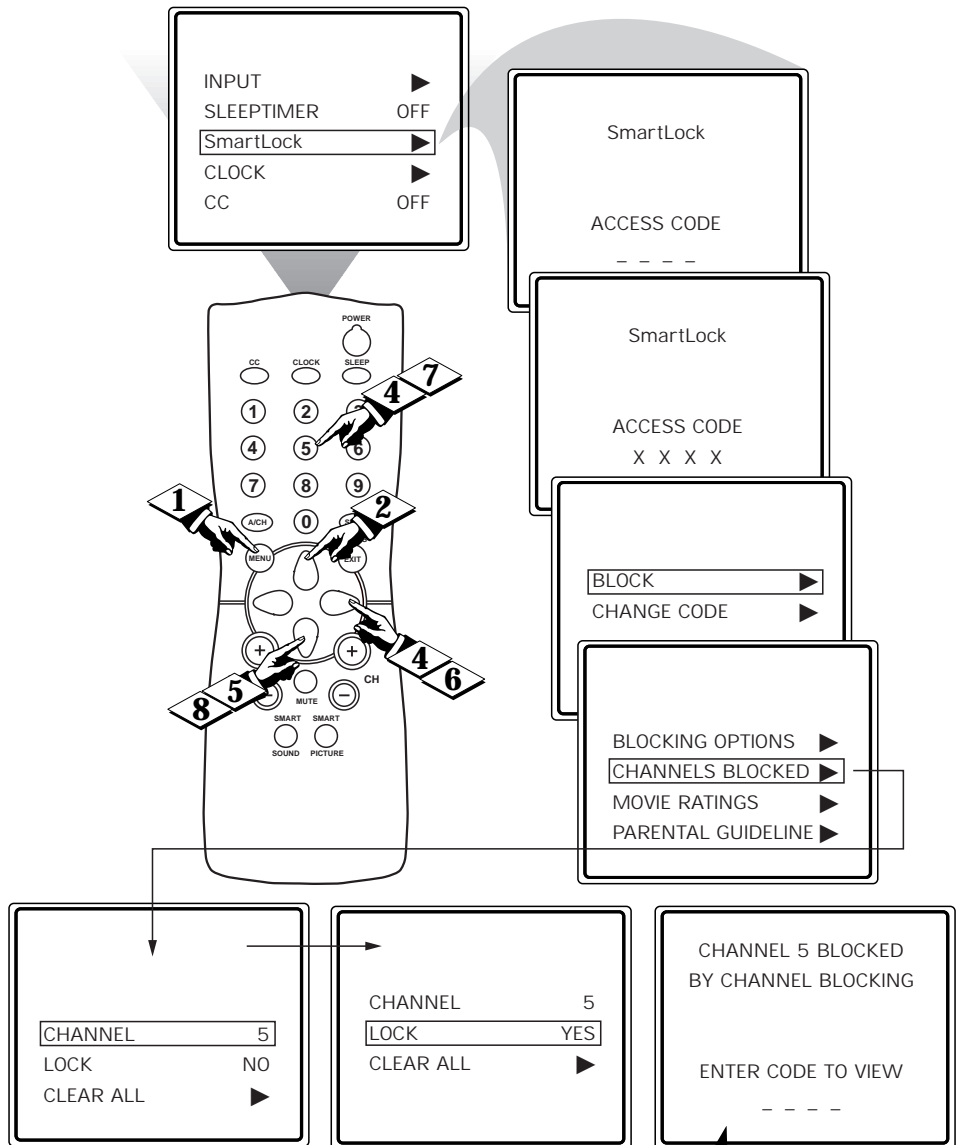 INPUT ▶
SLEEPTIMER OFF
SmartLock ▶
CLOCK ▶
CC OFF
SmartLock
ACCESS CODE
_ _ _ _
SmartLock
ACCESS CODE
X X X X
BLOCK ▶
CHANGE CODE ▶
BLOCKING OPTIONS ▶
CHANNELS BLOCKED ▶
MOVIE RATINGS ▶
PARENTAL GUIDELINE ▶
POWER
CC CLOCK SLEEP
1 2
4 7
4 5 6
7 8 9
1
2
A/CH 0
MENU EXIT
+ +
4
6
8 5
– MUTE – CH
SMART SMART
SOUND PICTURE
CHANNEL 5
LOCK NO
CLEAR ALL ▶
CHANNEL 5
LOCK YES
CLEAR ALL ▶
CHANNEL 5 BLOCKED
BY CHANNEL BLOCKING
ENTER CODE TO VIEW
_ _ _ _